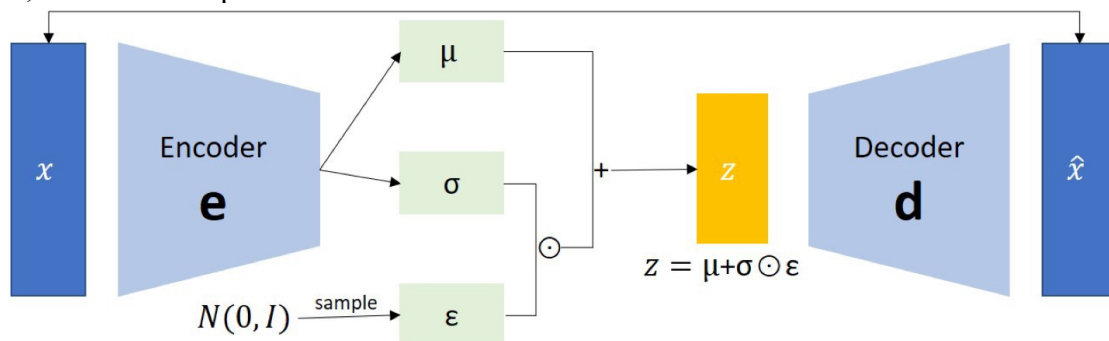 x
Encoder
e
μ
σ
N(0, I)
sample
ε
⊙
+
z
z = μ+σ⊙ε
Decoder
d
x̂